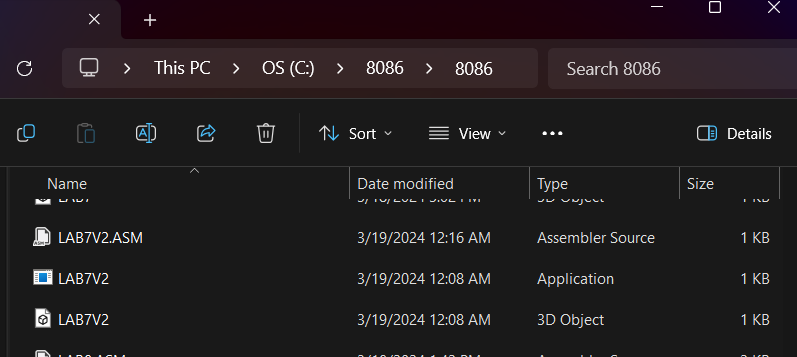 This PC > OS (C:) > 8086 > 8086
Search 8086
Sort
View
Details
Name Date modified Type Size
LAB7V2.ASM 3/19/2024 12:16 AM Assembler Source 1 KB
LAB7V2 3/19/2024 12:08 AM Application 1 KB
LAB7V2 3/19/2024 12:08 AM 3D Object 1 KB